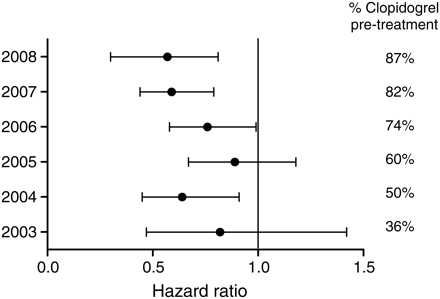 % Clopidogrel
pre-treatment
2008 87%
2007 82%
2006 74%
2005 60%
2004 50%
2003 36%
0.0 0.5 1.0 1.5
Hazard ratio